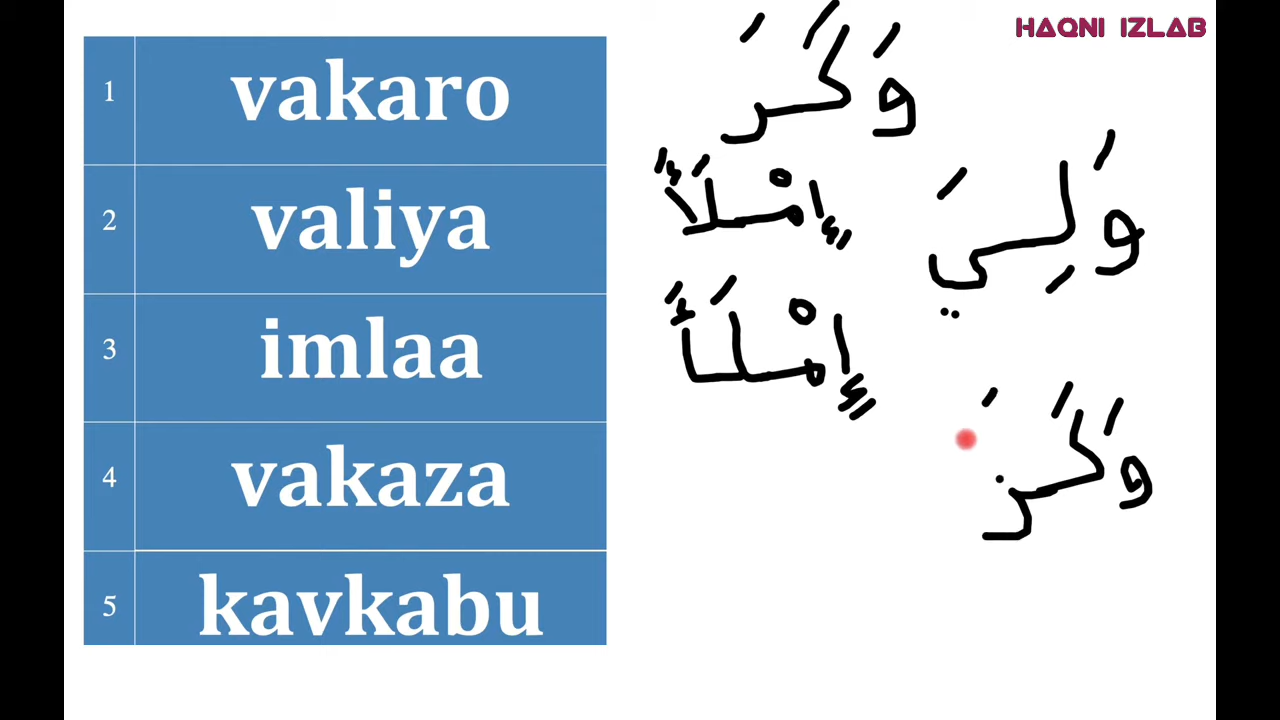 HAQNI IZLAB
1 vakaro
2 valiya
3 imlaa
4 vakaza
5 kavkabu
وَكَرَ
وَلِيَ
إِمْلَأَ
إِمْلَأَ
وَكَزَ